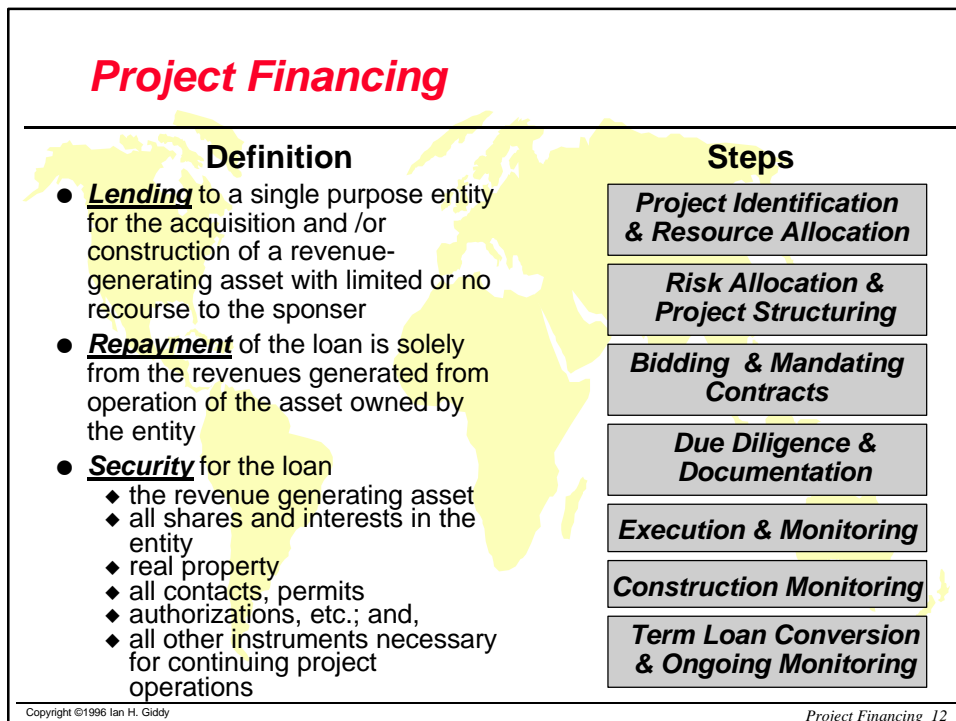 Project Financing
Definition
● Lending to a single purpose entity
for the acquisition and /or
construction of a revenue-
generating asset with limited or no
recourse to the sponser
● Repayment of the loan is solely
from the revenues generated from
operation of the asset owned by
the entity
● Security for the loan
◆ the revenue generating asset
◆ all shares and interests in the
entity
◆ real property
◆ all contacts, permits
◆ authorizations, etc.; and,
◆ all other instruments necessary
for continuing project
operations
Steps
Project Identification
& Resource Allocation
Risk Allocation &
Project Structuring
Bidding & Mandating
Contracts
Due Diligence &
Documentation
Execution & Monitoring
Construction Monitoring
Term Loan Conversion
& Ongoing Monitoring
Copyright ©1996 Ian H. Giddy
Project Financing 12